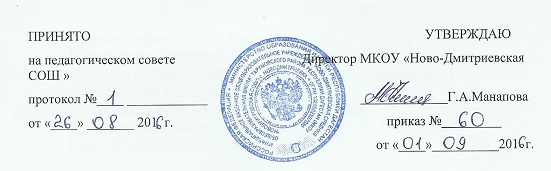 ПРИНЯТО УТВЕРЖДАЮ
на педагогическом совете Директор МКОУ «Ново-Дмитриевская
СОШ »
протокол № 1 Г.А.Манапова
от «26» 08 2016г. приказ № 60
от «01» 09 2016г.